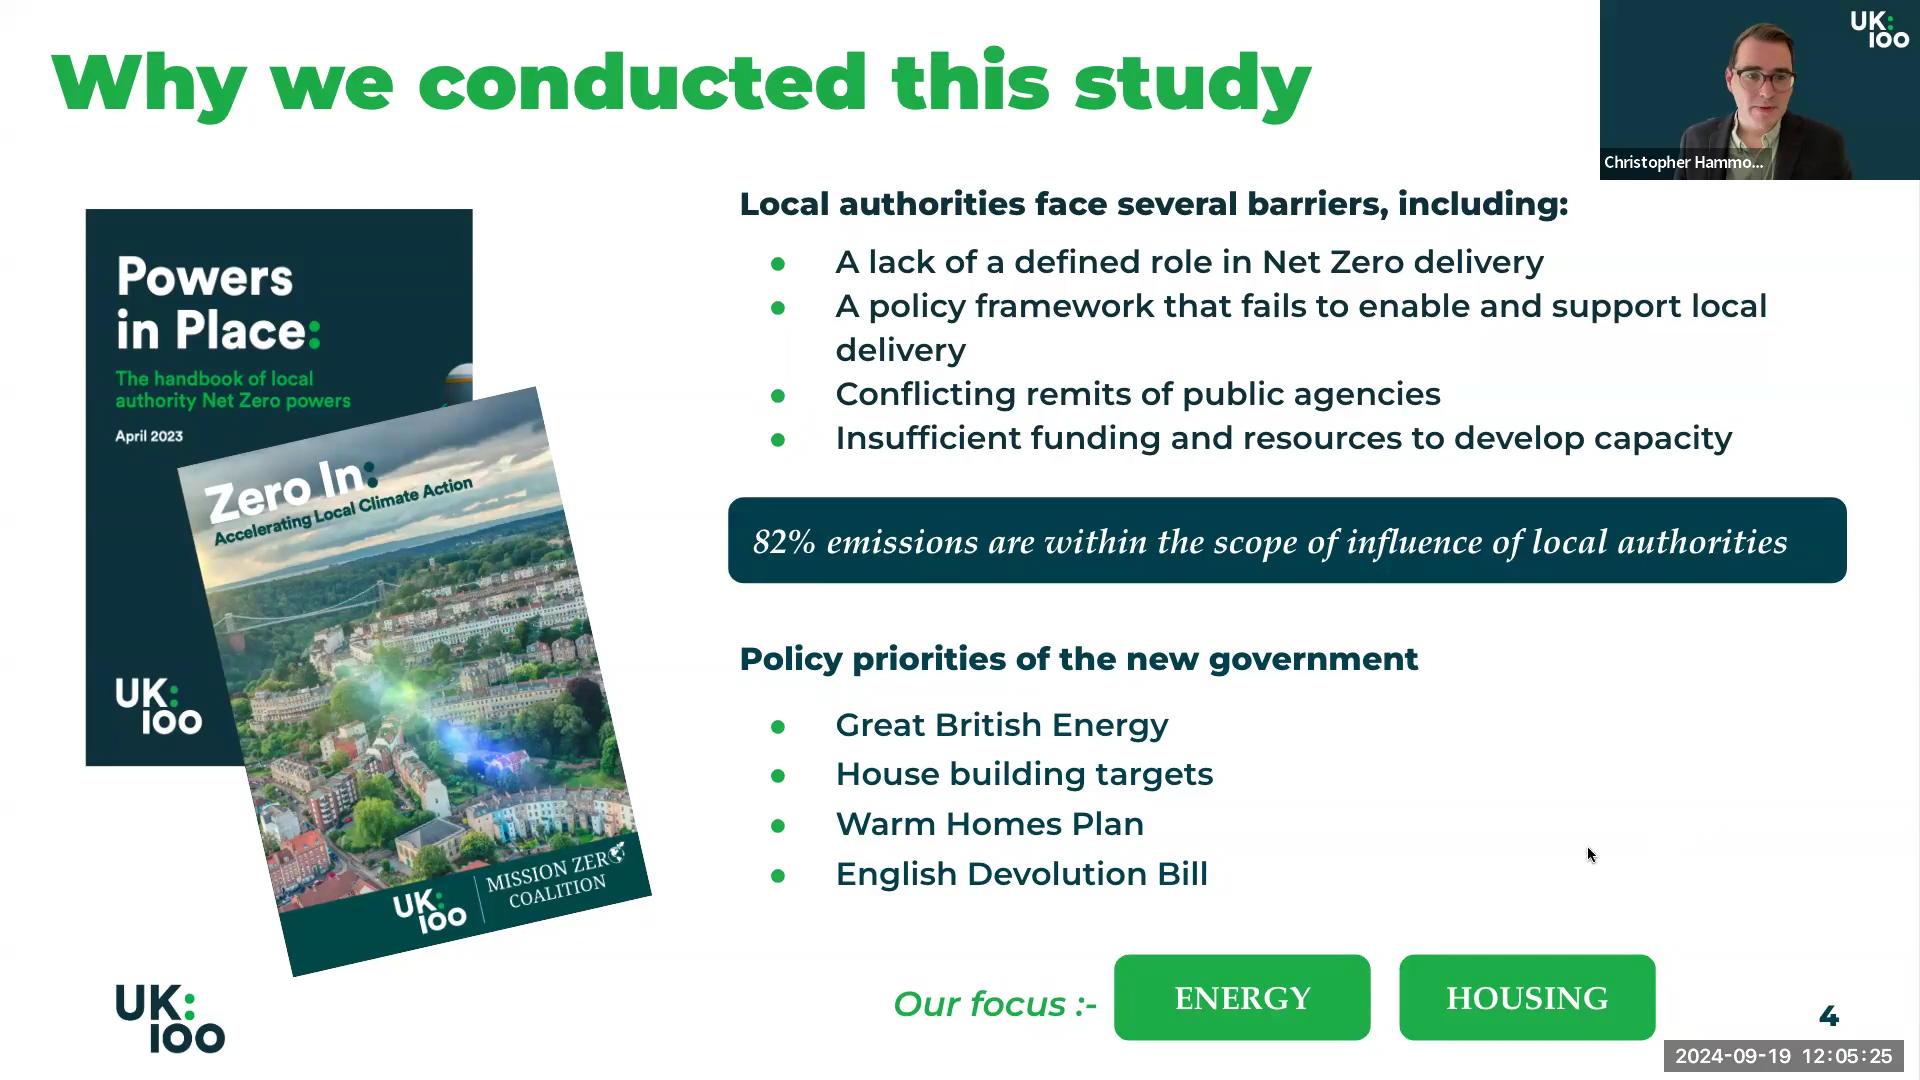 Why we conducted this study
UK:
100
Christopher Hammo...
Powers
in Place:
The handbook of local
authority Net Zero powers
April 2023
UK:
100
Zero In:
Accelerating Local Climate Action
UK:
100
MISSION ZERO
COALITION
Local authorities face several barriers, including:
● A lack of a defined role in Net Zero delivery
● A policy framework that fails to enable and support local
delivery
● Conflicting remits of public agencies
● Insufficient funding and resources to develop capacity
82% emissions are within the scope of influence of local authorities
Policy priorities of the new government
● Great British Energy
● House building targets
● Warm Homes Plan
● English Devolution Bill
Our focus :- ENERGY HOUSING
UK:
100
4
2024-09-19 12:05:25